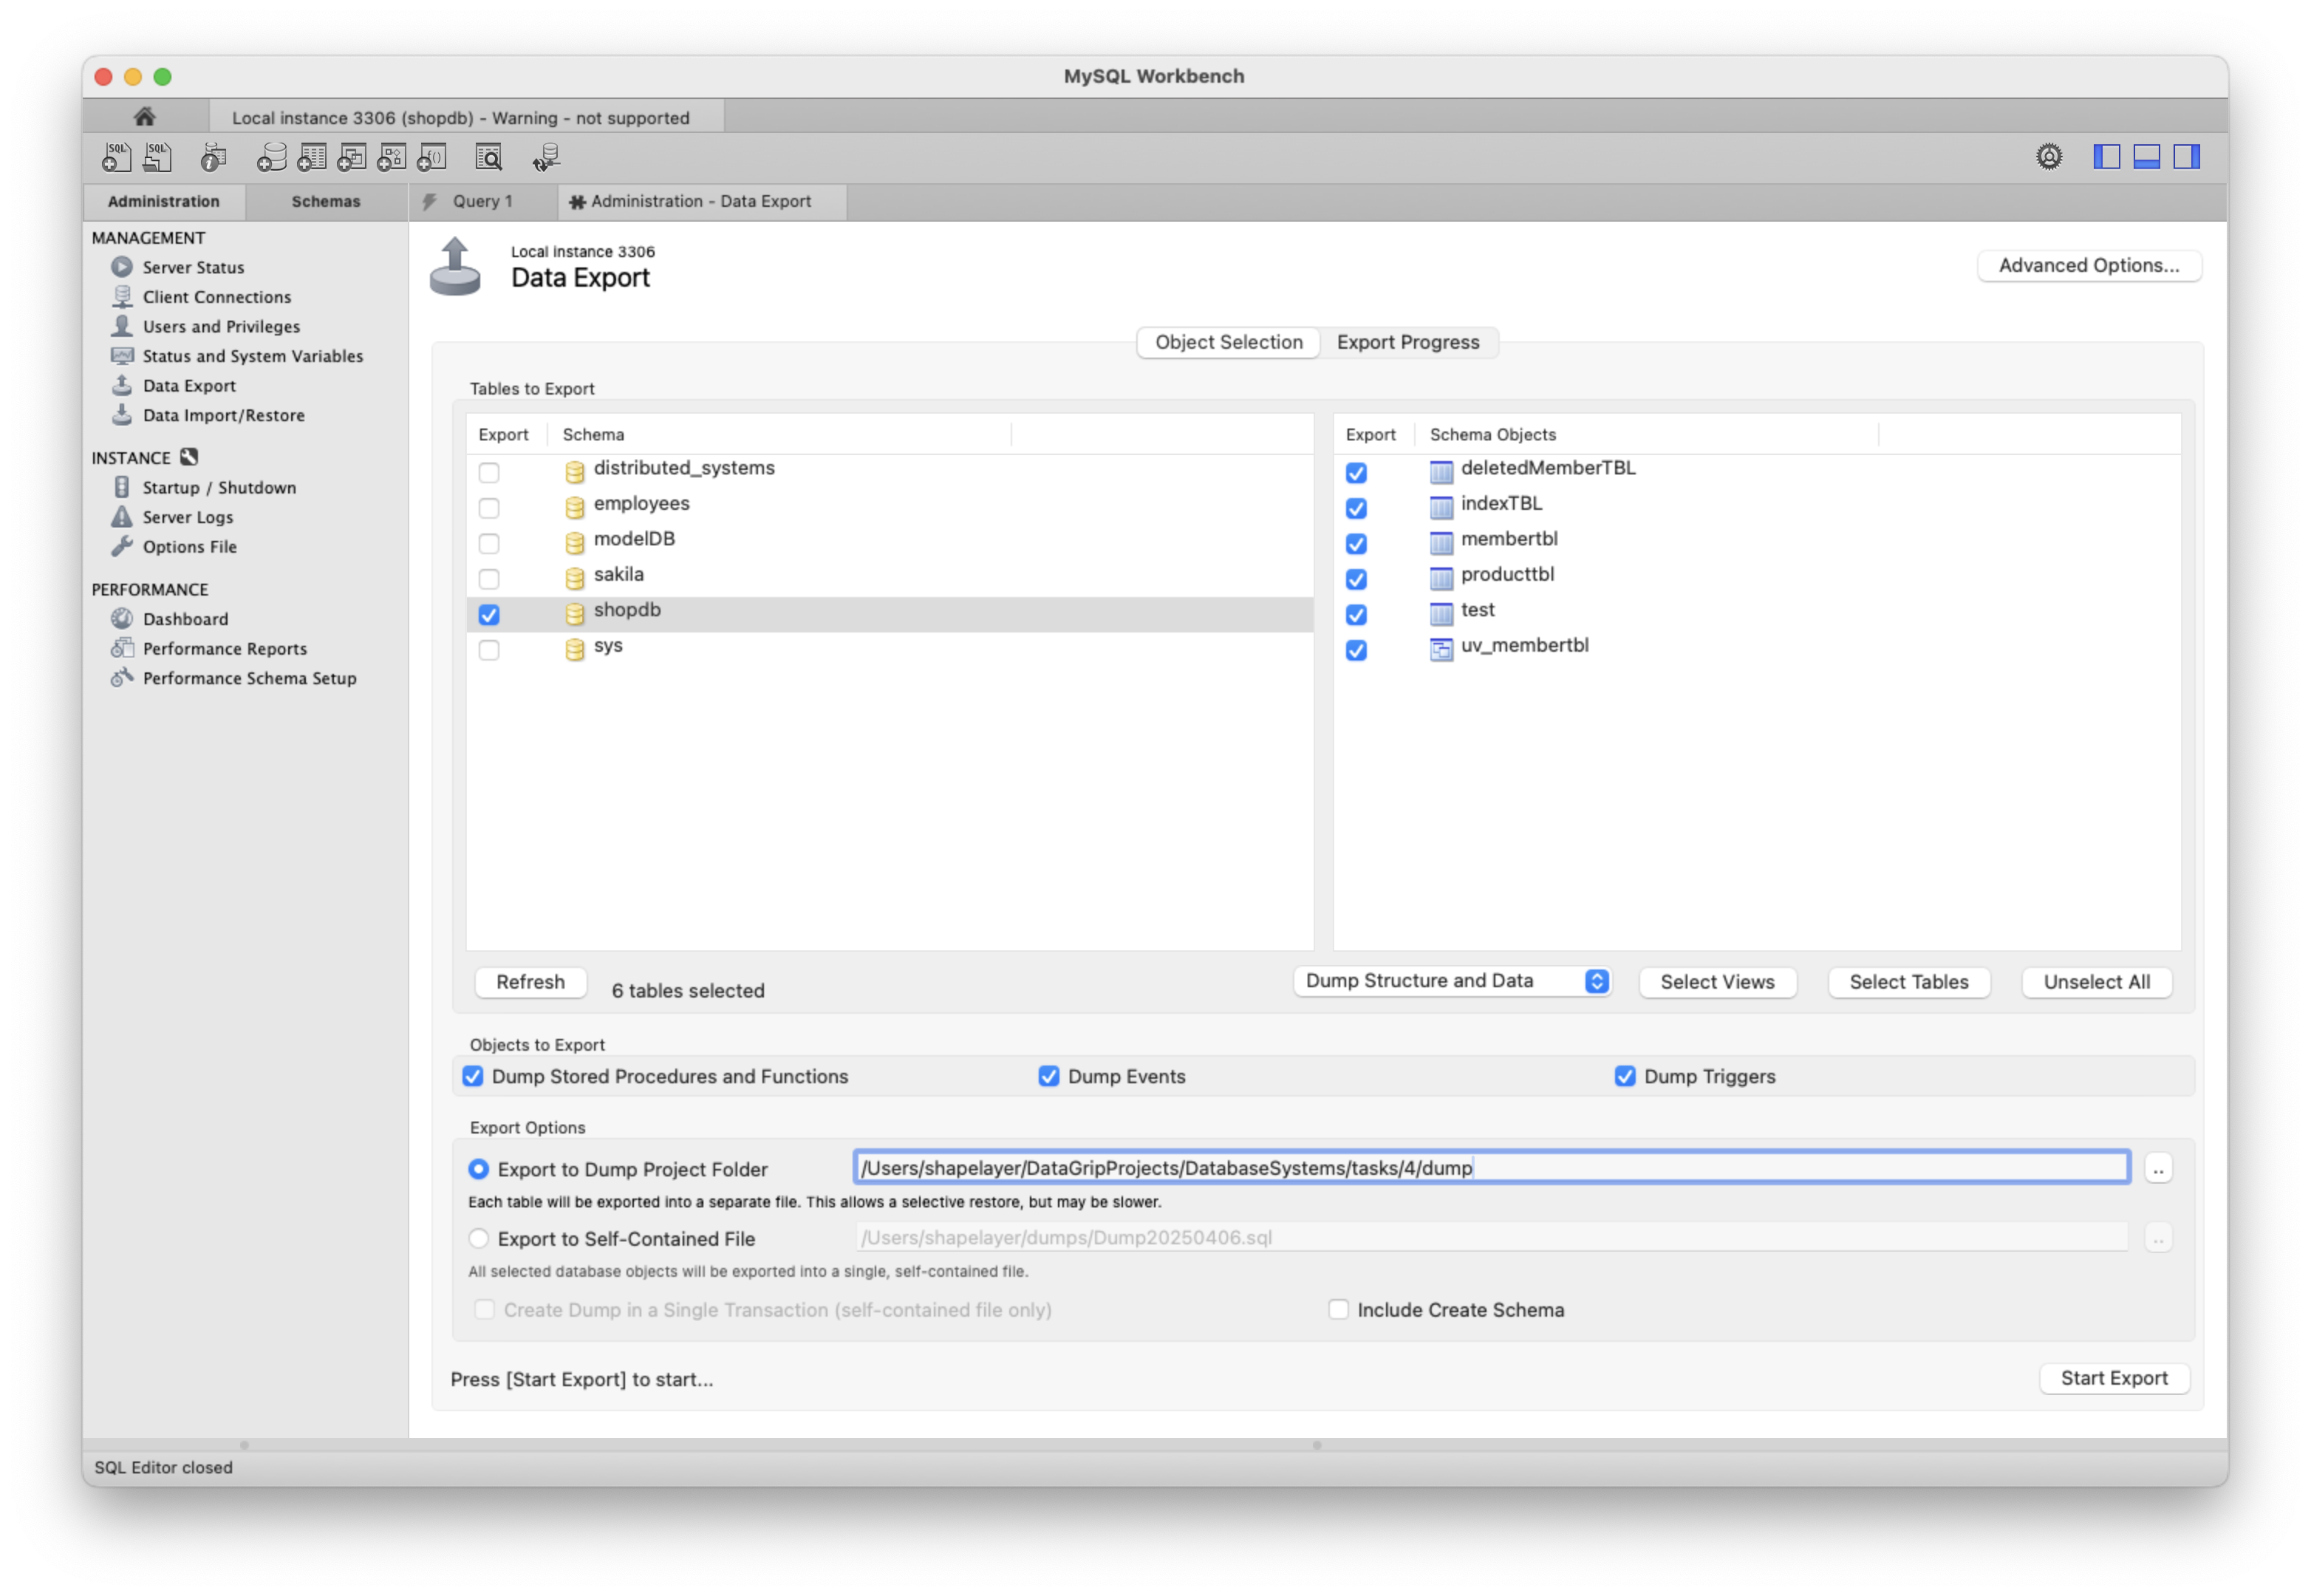 MySQL Workbench
Local instance 3306 (shopdb) - Warning - not supported
SQL SQL
Administration Schemas Query 1 Administration - Data Export
MANAGEMENT
Server Status
Client Connections
Users and Privileges
Status and System Variables
Data Export
Data Import/Restore
INSTANCE
Startup / Shutdown
Server Logs
Options File
PERFORMANCE
Dashboard
Performance Reports
Performance Schema Setup
Local instance 3306
Data Export
Advanced Options...
Object Selection Export Progress
Tables to Export
Export Schema
distributed_systems
employees
modelDB
sakila
shopdb
sys
Export Schema Objects
deletedMemberTBL
indexTBL
membertbl
producttbl
test
uv_membertbl
Refresh 6 tables selected Dump Structure and Data Select Views Select Tables Unselect All
Objects to Export
Dump Stored Procedures and Functions Dump Events Dump Triggers
Export Options
Export to Dump Project Folder /Users/shapelayer/DataGripProjects/DatabaseSystems/tasks/4/dump ..
Each table will be exported into a separate file. This allows a selective restore, but may be slower.
Export to Self-Contained File /Users/shapelayer/dumps/Dump20250406.sql ..
All selected database objects will be exported into a single, self-contained file.
Create Dump in a Single Transaction (self-contained file only) Include Create Schema
Press [Start Export] to start... Start Export
SQL Editor closed